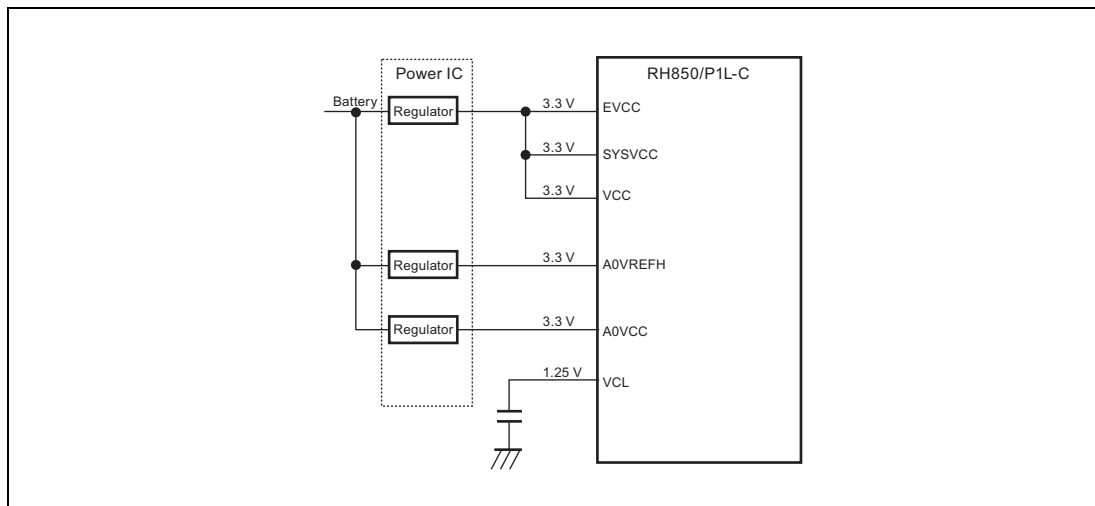 Power IC
RH850/P1L-C
Battery
Regulator
3.3 V
EVCC
3.3 V
SYSVCC
3.3 V
VCC
Regulator
3.3 V
A0VREFH
Regulator
3.3 V
A0VCC
1.25 V
VCL